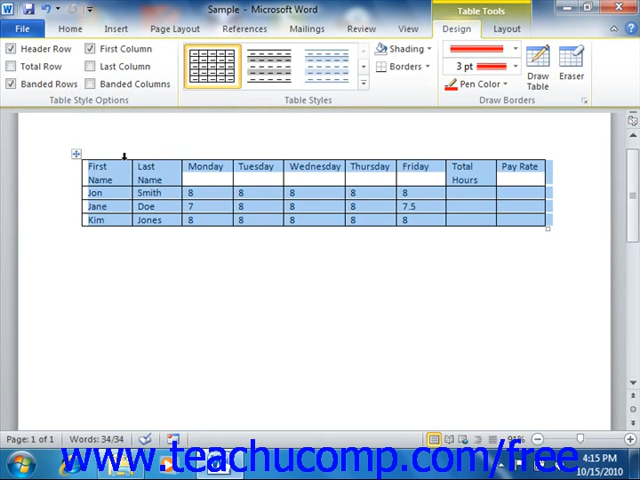 Sample - Microsoft Word
Table Tools
File Home Insert Page Layout References Mailings Review View Design Layout
Header Row First Column
Total Row Last Column
Banded Rows Banded Columns
Table Style Options
Table Styles
Shading
Borders
3 pt
Pen Color
Draw Table
Eraser
Draw Borders
First Name Last Name Monday Tuesday Wednesday Thursday Friday Total Hours Pay Rate
Jon Smith 8 8 8 8 8
Jane Doe 7 8 8 8 7.5
Kim Jones 8 8 8 8 8
Page: 1 of 1 Words: 34/34 91%
www.teachucomp.com/free
4:15 PM
10/15/2010